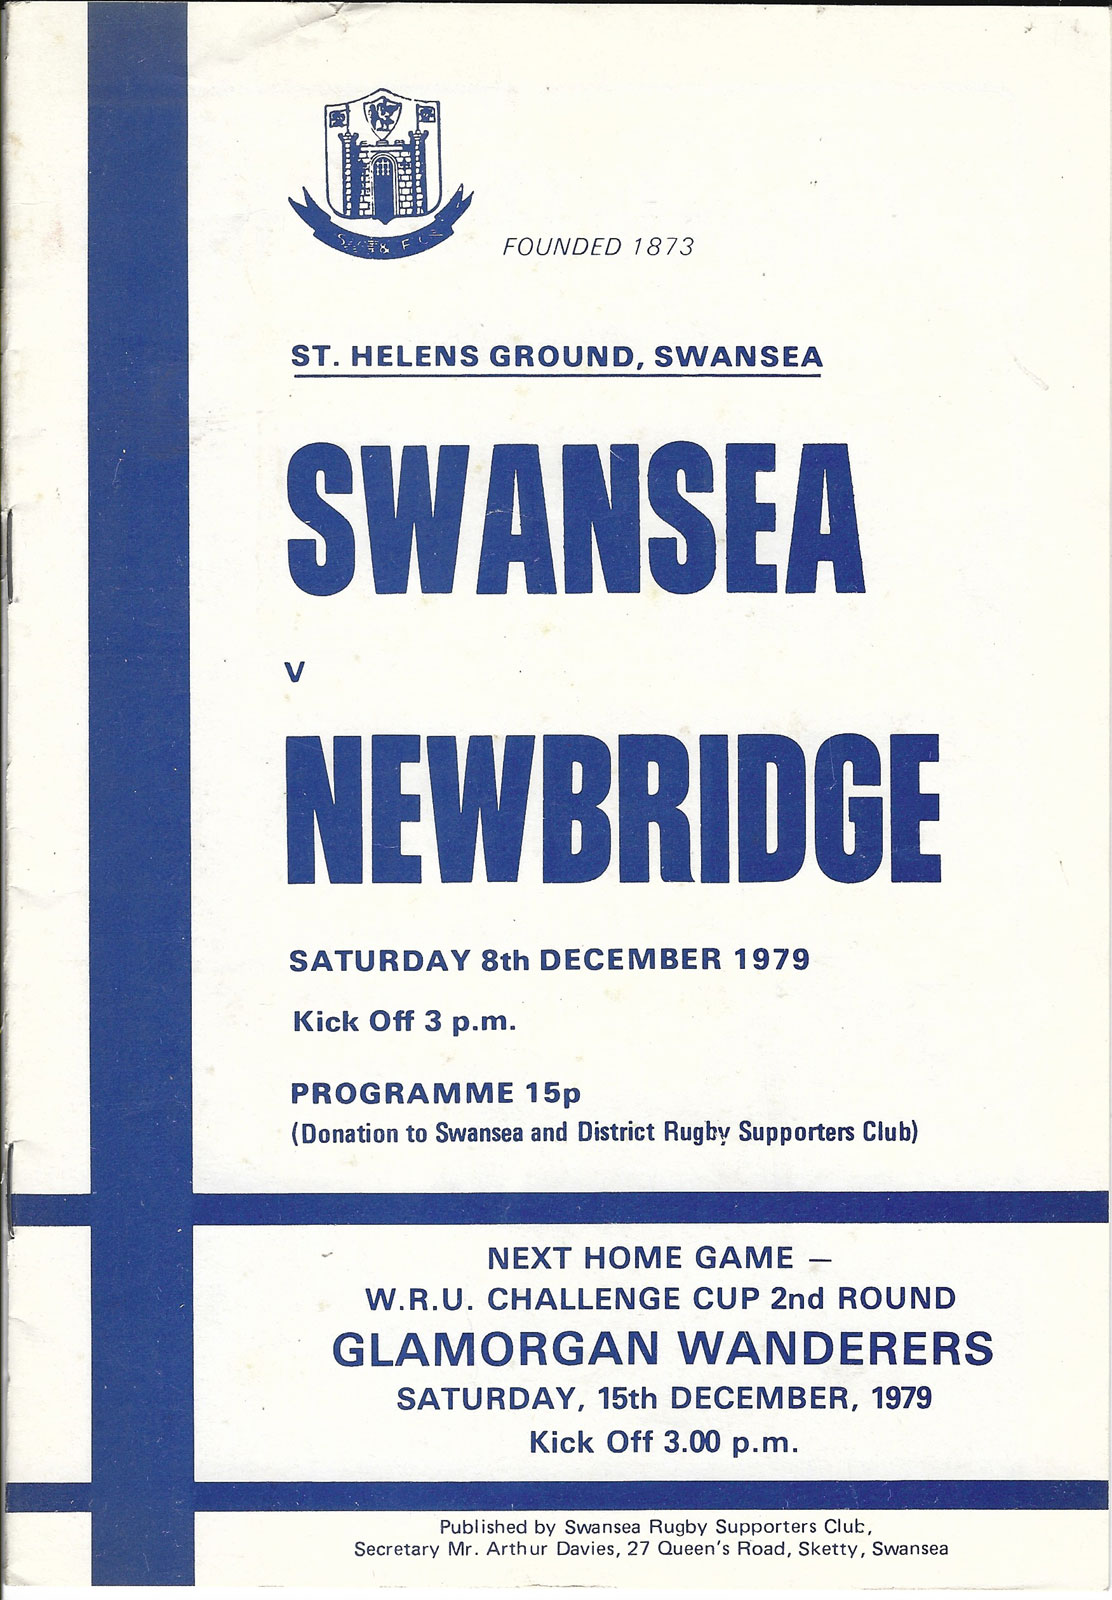 S & F C
FOUNDED 1873
ST. HELENS GROUND, SWANSEA
SWANSEA
v
NEWBRIDGE
SATURDAY 8th DECEMBER 1979
Kick Off 3 p.m.
PROGRAMME 15p
(Donation to Swansea and District Rugby Supporters Club)
NEXT HOME GAME –
W.R.U. CHALLENGE CUP 2nd ROUND
GLAMORGAN WANDERERS
SATURDAY, 15th DECEMBER, 1979
Kick Off 3.00 p.m.
Published by Swansea Rugby Supporters Club,
Secretary Mr. Arthur Davies, 27 Queen's Road, Sketty, Swansea